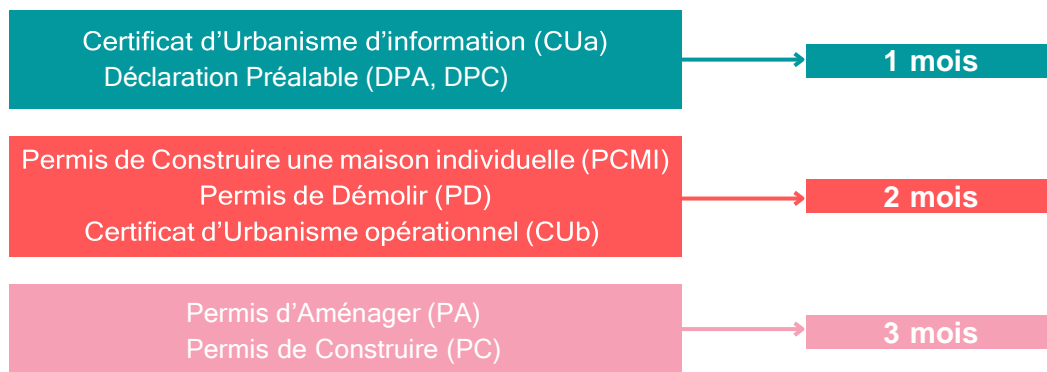 Certificat d’Urbanisme d’information (CUa)
Déclaration Préalable (DPA, DPC)
1 mois
Permis de Construire une maison individuelle (PCMI)
Permis de Démolir (PD)
Certificat d’Urbanisme opérationnel (CUb)
2 mois
Permis d’Aménager (PA)
Permis de Construire (PC)
3 mois